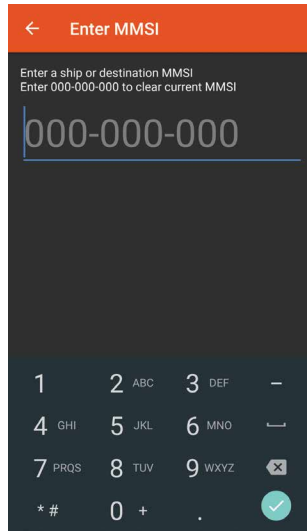 Enter MMSI
Enter a ship or destination MMSI
Enter 000-000-000 to clear current MMSI
000-000-000
1 2 ABC 3 DEF -
4 GHI 5 JKL 6 MNO
7 PRQS 8 TUV 9 WXYZ
* # 0 + .